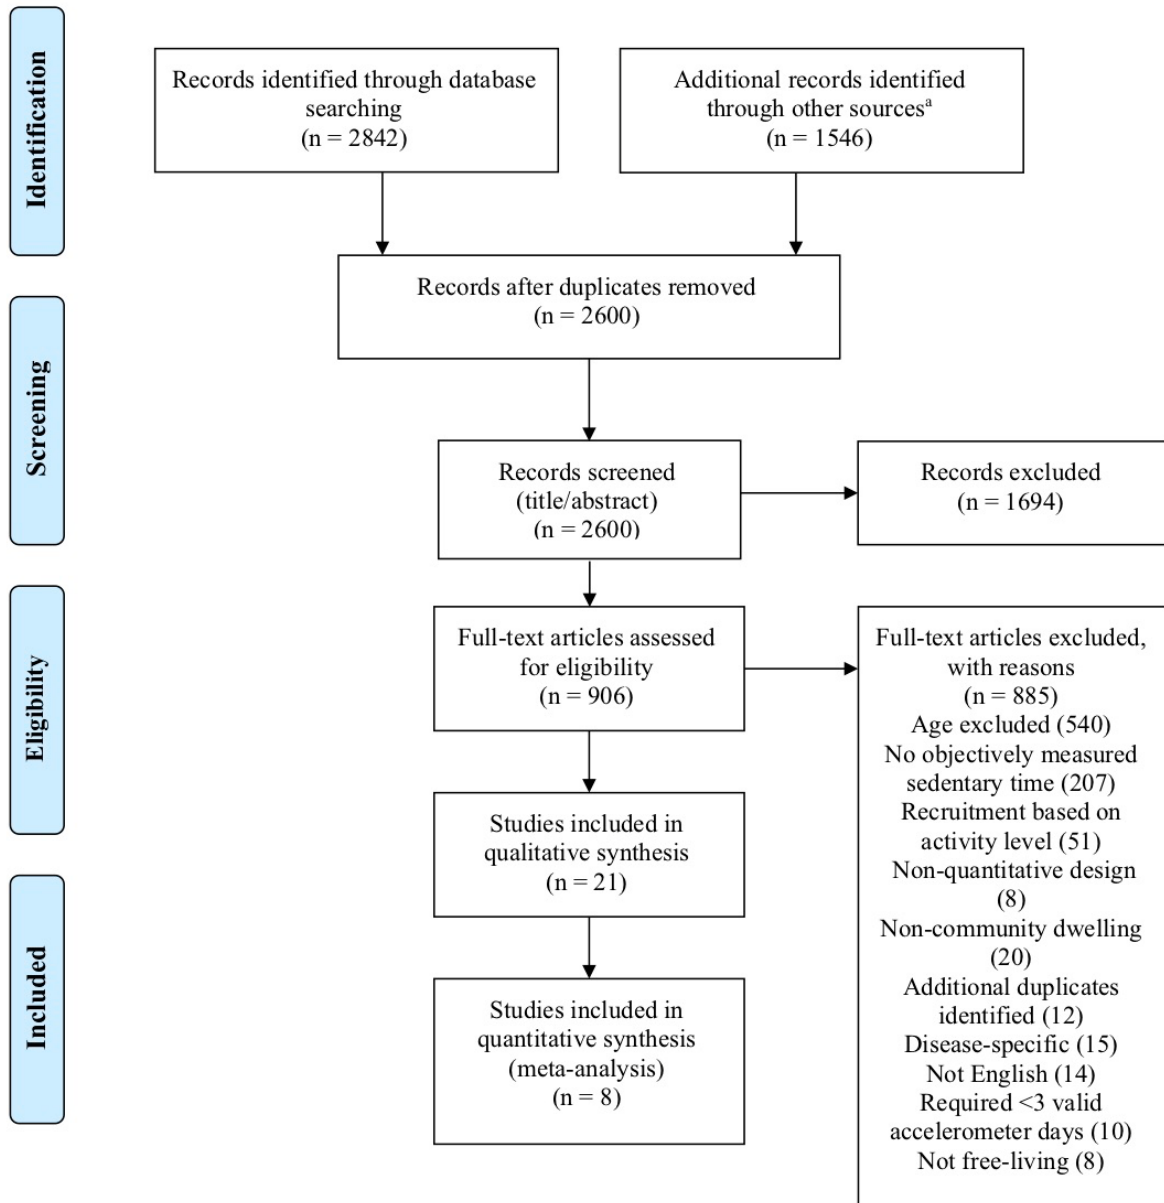 Identification
Records identified through database
searching
(n = 2842)
Additional records identified
through other sourcesª
(n = 1546)
Records after duplicates removed
(n = 2600)
Screening
Records screened
(title/abstract)
(n = 2600)
Records excluded
(n = 1694)
Eligibility
Full-text articles assessed
for eligibility
(n = 906)
Full-text articles excluded,
with reasons
(n = 885)
Age excluded (540)
No objectively measured
sedentary time (207)
Recruitment based on
activity level (51)
Non-quantitative design
(8)
Non-community dwelling
(20)
Additional duplicates
identified (12)
Disease-specific (15)
Not English (14)
Required <3 valid
accelerometer days (10)
Not free-living (8)
Studies included in
qualitative synthesis
(n = 21)
Included
Studies included in
quantitative synthesis
(meta-analysis)
(n = 8)